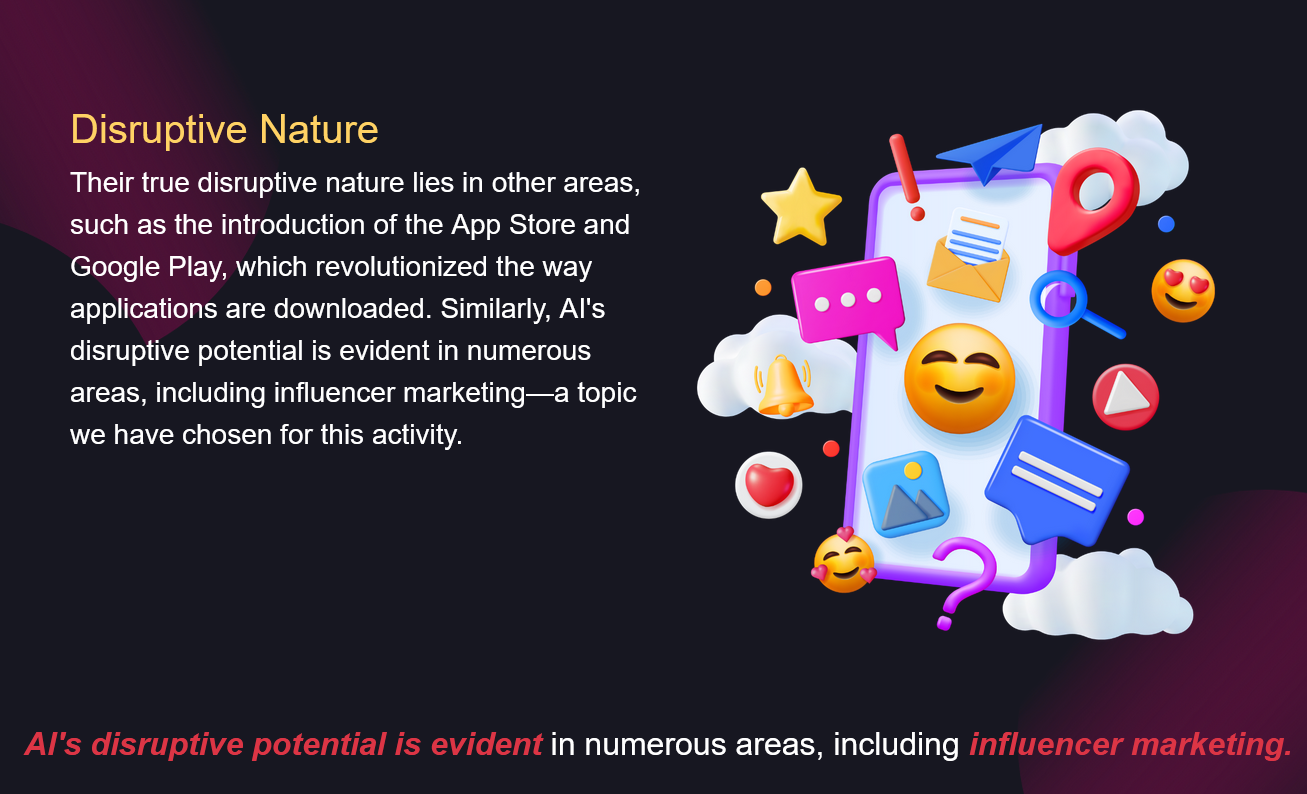 Disruptive Nature
Their true disruptive nature lies in other areas,
such as the introduction of the App Store and
Google Play, which revolutionized the way
applications are downloaded. Similarly, AI's
disruptive potential is evident in numerous
areas, including influencer marketing—a topic
we have chosen for this activity.
AI's disruptive potential is evident in numerous areas, including influencer marketing.